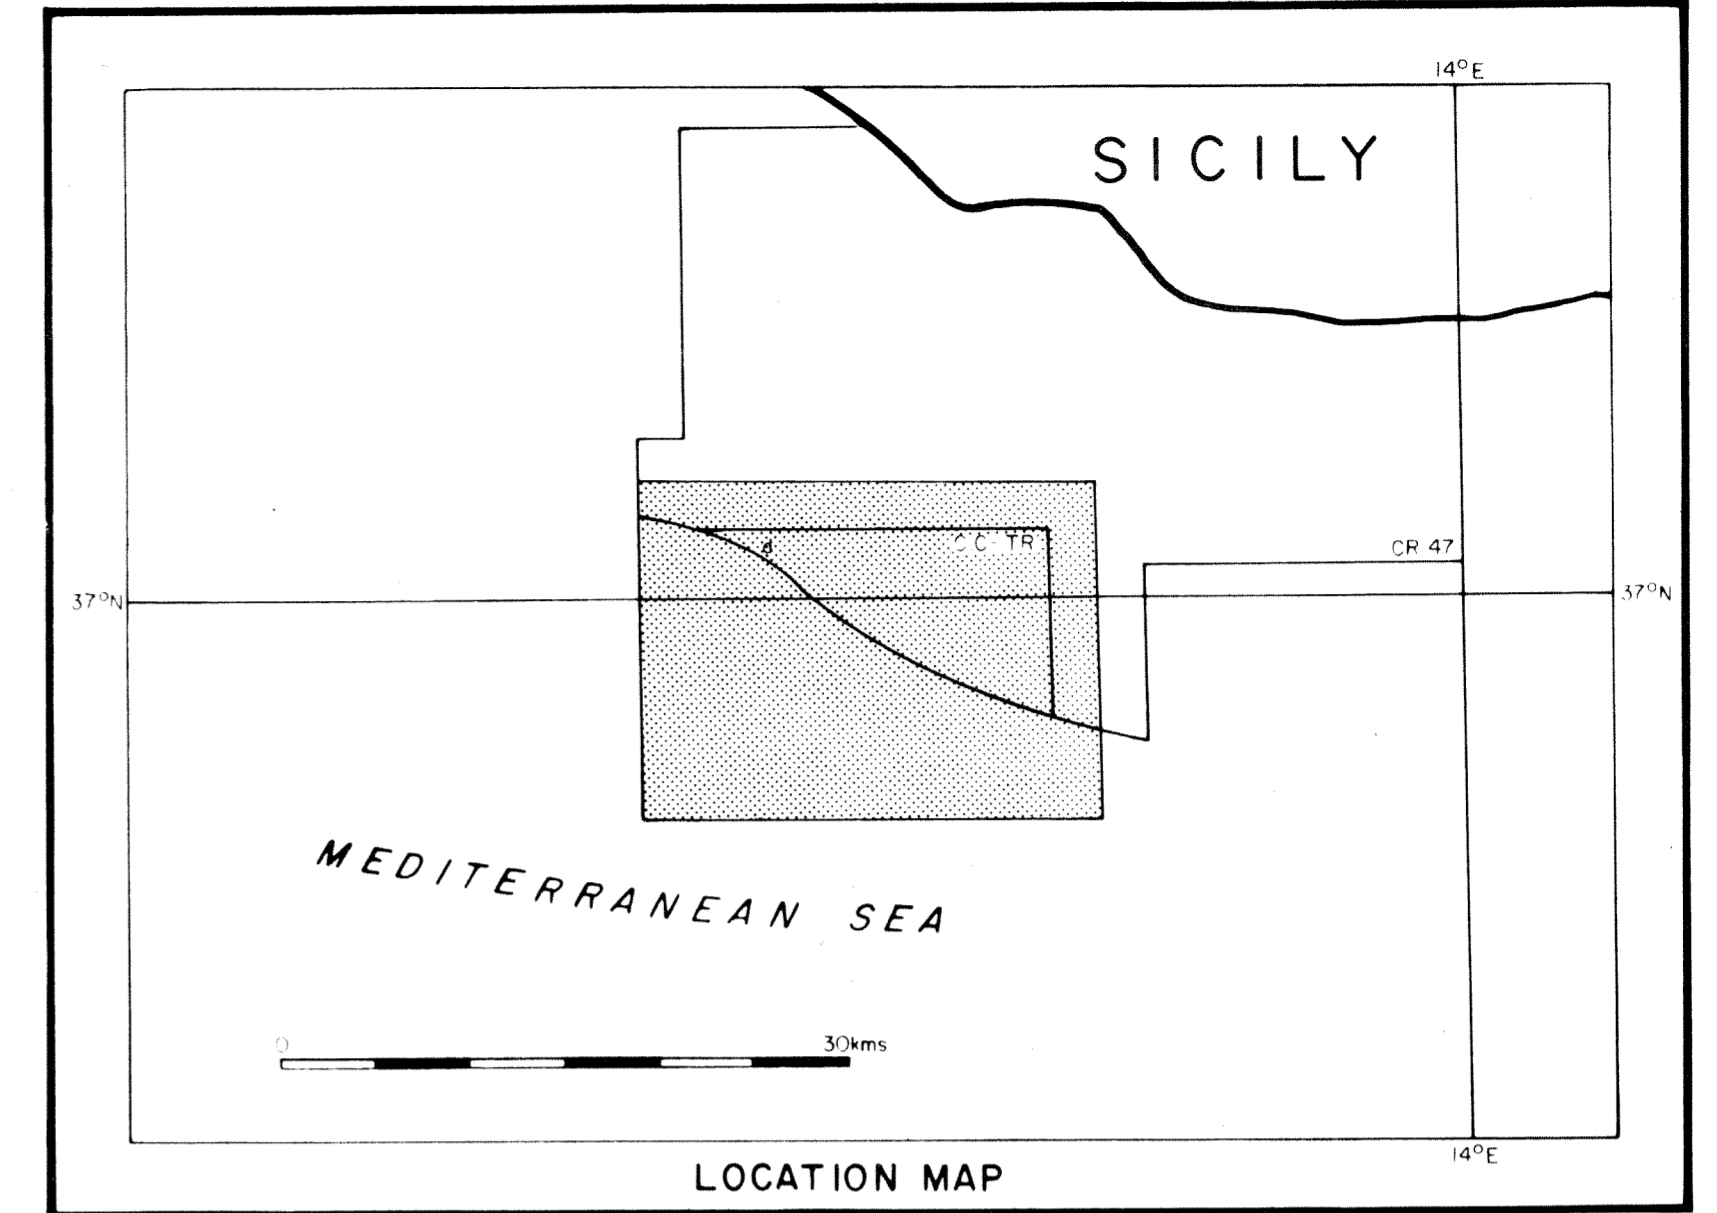 14°E
SICILY
CR 47
37°N
37°N
MEDITERRANEAN SEA
0
30kms
14°E
LOCATION MAP